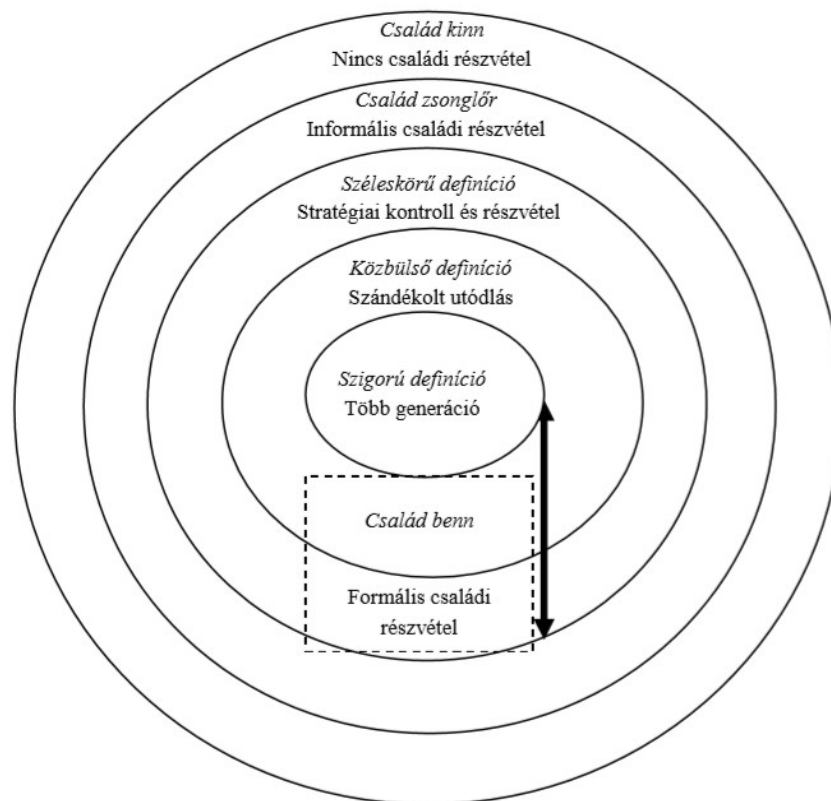 Család kinn
Nincs családi részvétel
Család zsonglőr
Informális családi részvétel
Széleskörű definíció
Stratégiai kontroll és részvétel
Közbülső definíció
Szándékolt utódlás
Szigorú definíció
Több generáció
Család benn
Formális családi
részvétel